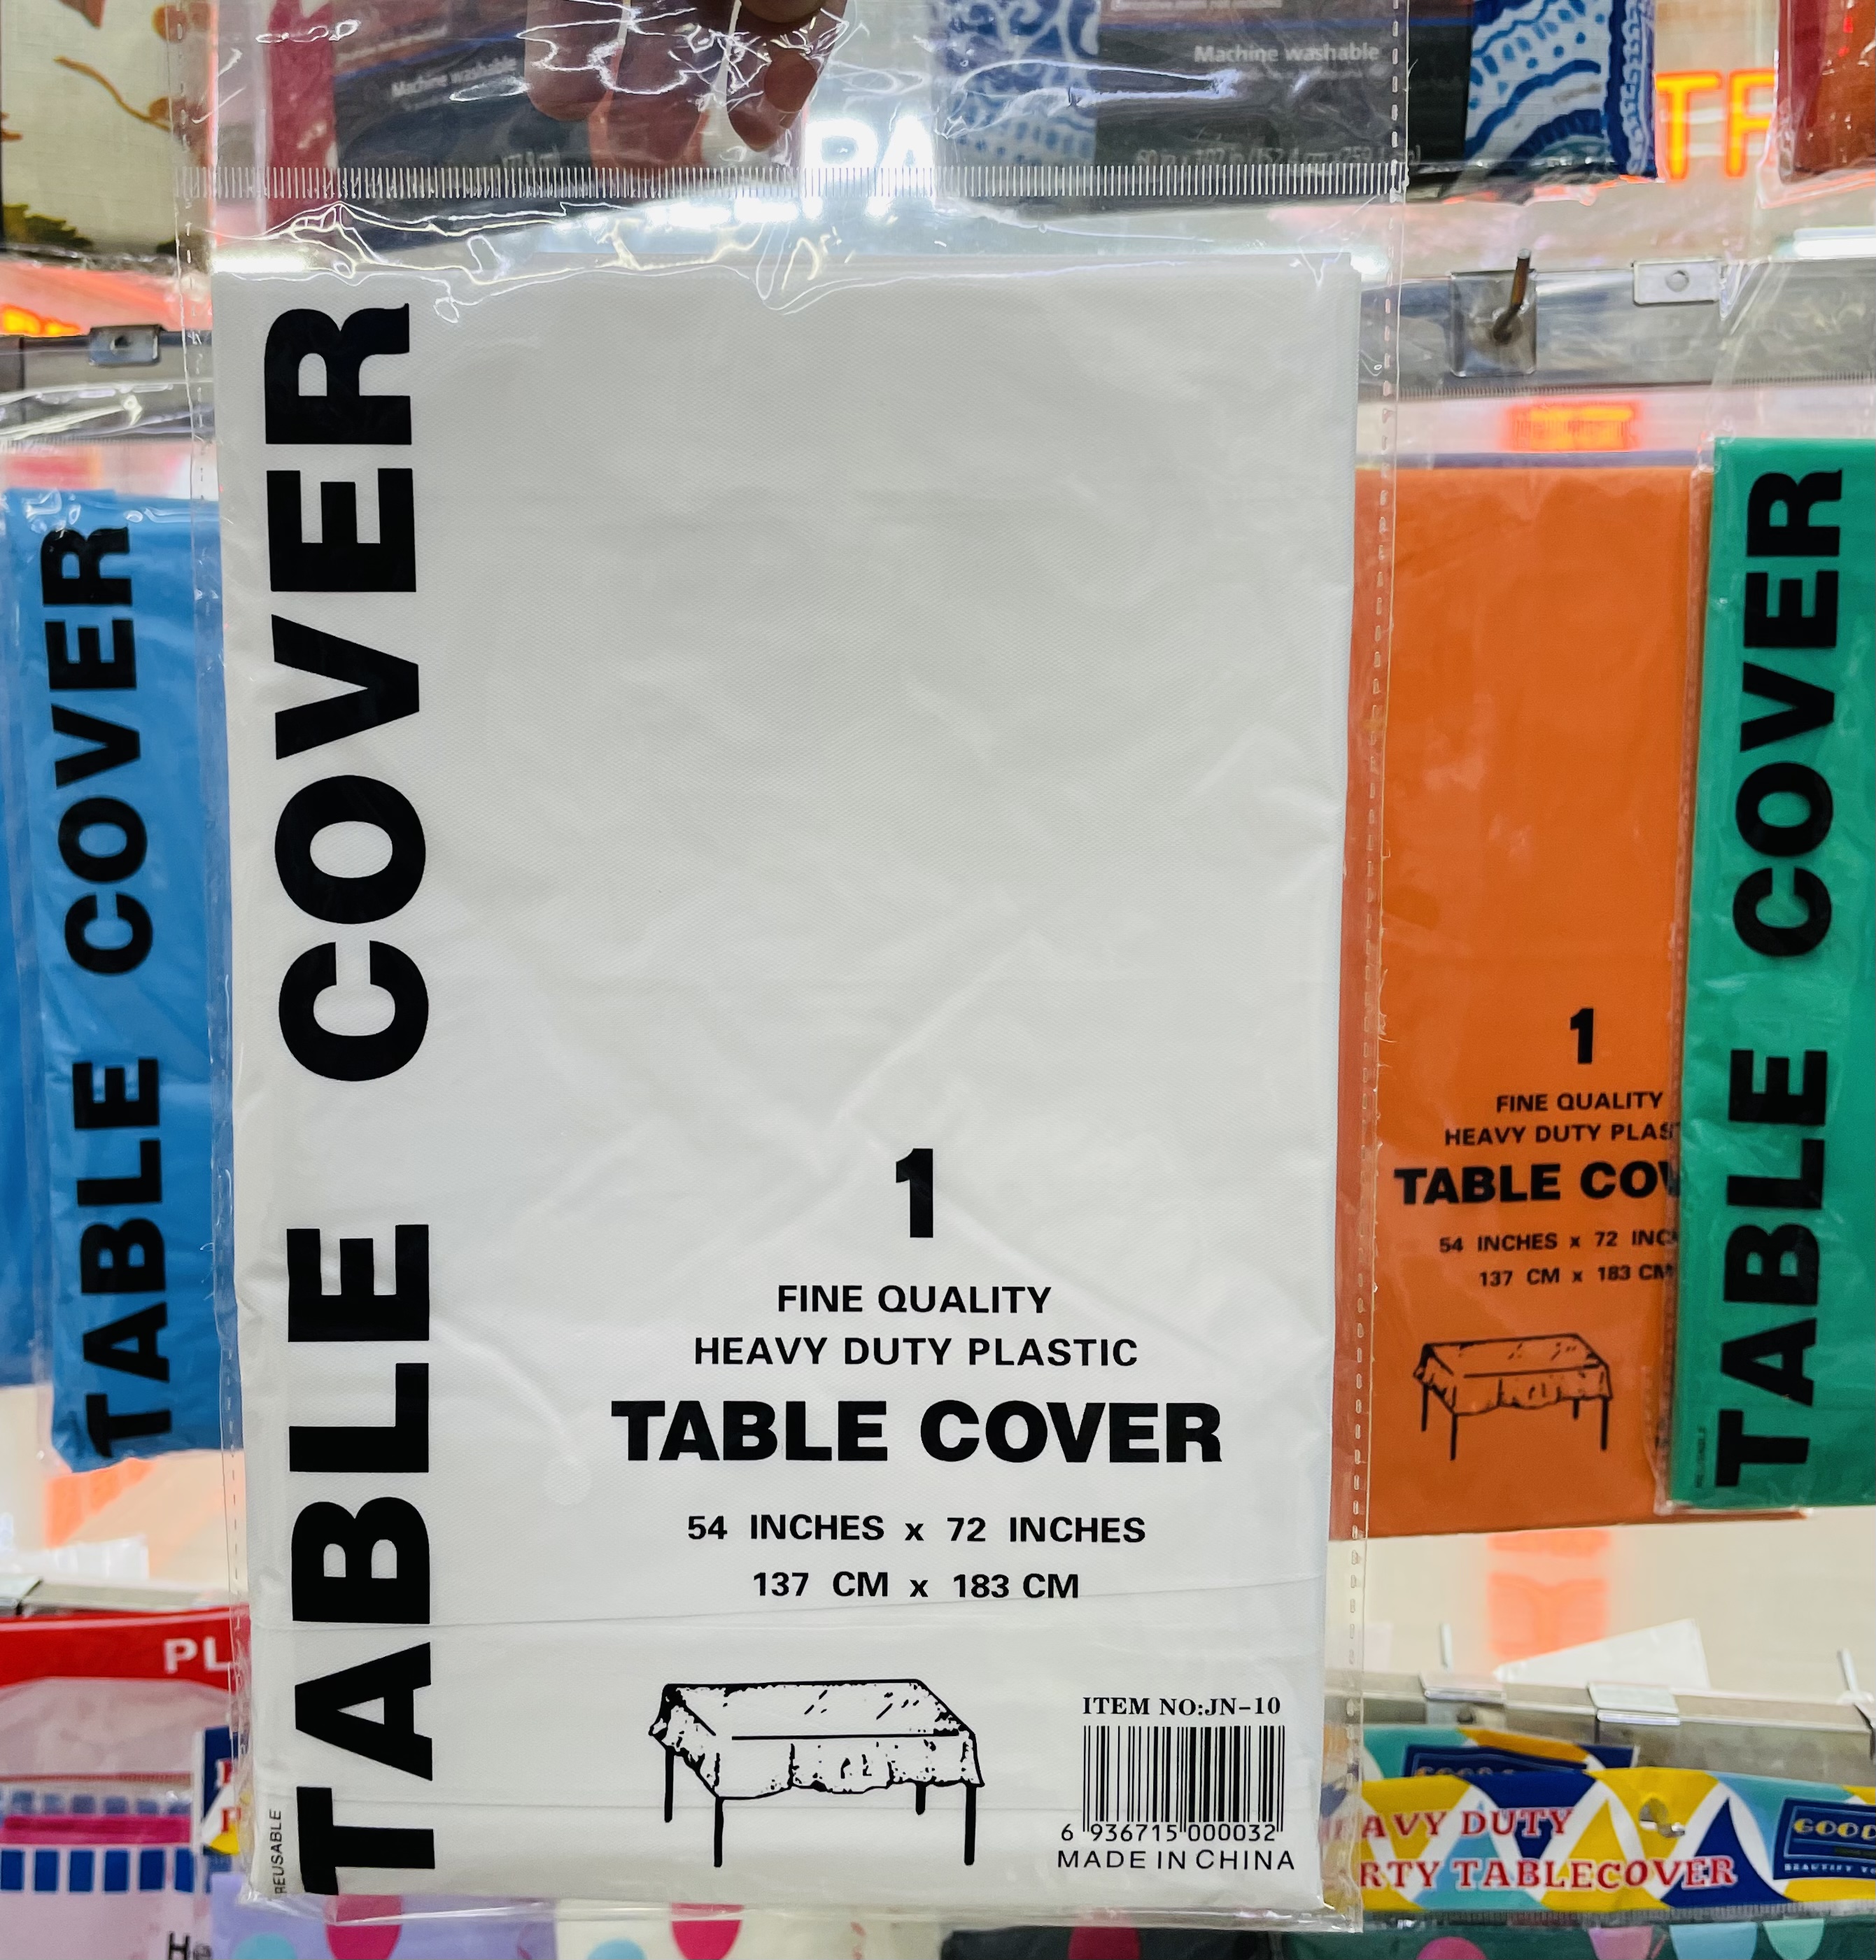 Machine washable
Machine washable
TABLE COVER
1
FINE QUALITY
HEAVY DUTY PLASTIC
TABLE COVER
54 INCHES x 72 INCHES
137 CM x 183 CM
ITEM NO:JN-10
6 936715 000032
MADE IN CHINA
REUSABLE
TABLE COVER
1
FINE QUALITY
HEAVY DUTY PLAS
TABLE COV
54 INCHES x 72 INC
137 CM x 183 CM
TABLE COVER
PL
AVY DUTY
RTY TABLECOVER
GOOD